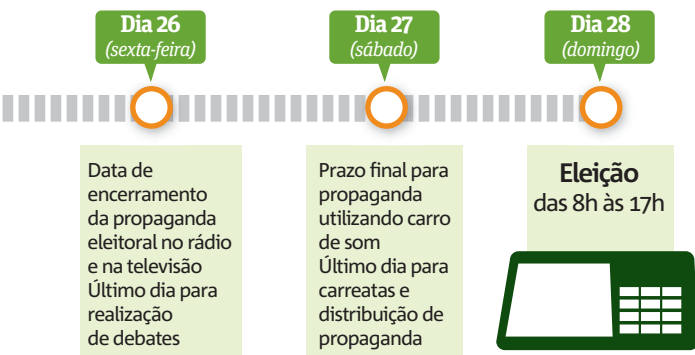 Dia 26
(sexta-feira)
Data de
encerramento
da propaganda
eleitoral no rádio
e na televisão
Último dia para
realização
de debates
Dia 27
(sábado)
Prazo final para
propaganda
utilizando carro
de som
Último dia para
carreatas e
distribuição de
propaganda
Dia 28
(domingo)
Eleição
das 8h às 17h